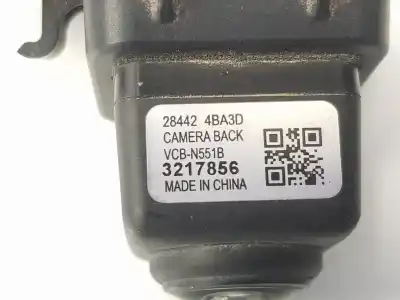 28442 4BA3D
CAMERA BACK
VCB-N551B
3217856
MADE IN CHINA